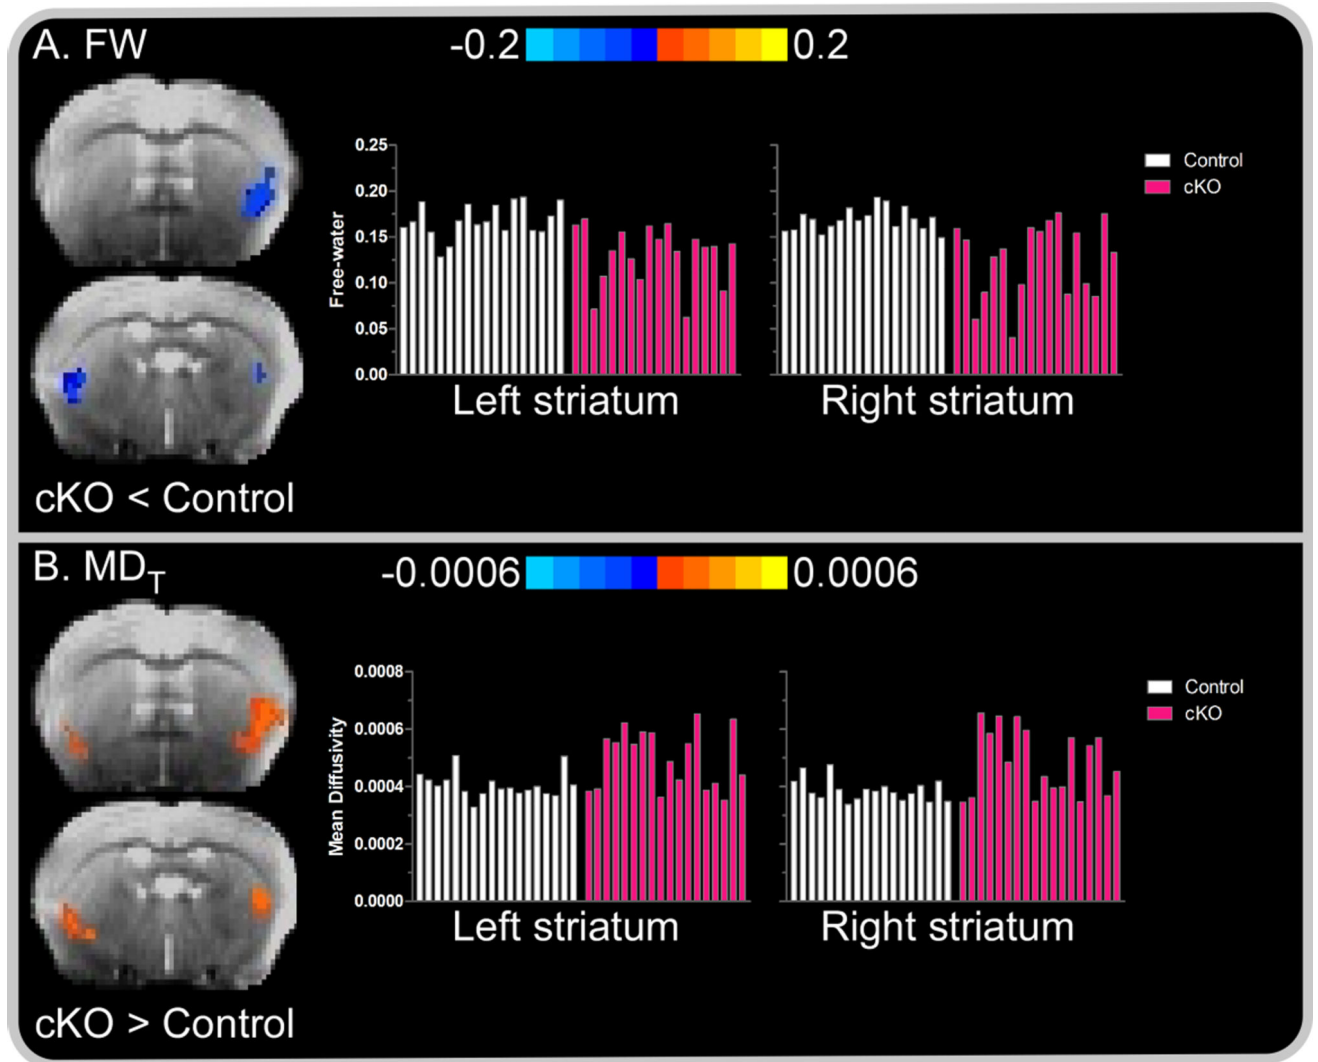 A. FW
-0.2 0.2
0.25
0.20
0.15
0.10
0.05
0.00
Free-water
Left striatum
Right striatum
Control
cKO
cKO < Control
B. MDT
-0.0006 0.0006
0.0008
0.0006
0.0004
0.0002
0.0000
Mean Diffusivity
Left striatum
Right striatum
Control
cKO
cKO > Control